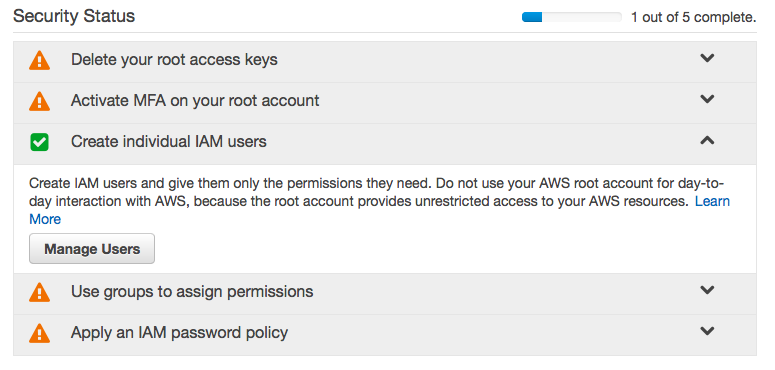 Security Status
1 out of 5 complete.
Delete your root access keys
Activate MFA on your root account
Create individual IAM users
Create IAM users and give them only the permissions they need. Do not use your AWS root account for day-to-
day interaction with AWS, because the root account provides unrestricted access to your AWS resources. Learn
More
Manage Users
Use groups to assign permissions
Apply an IAM password policy